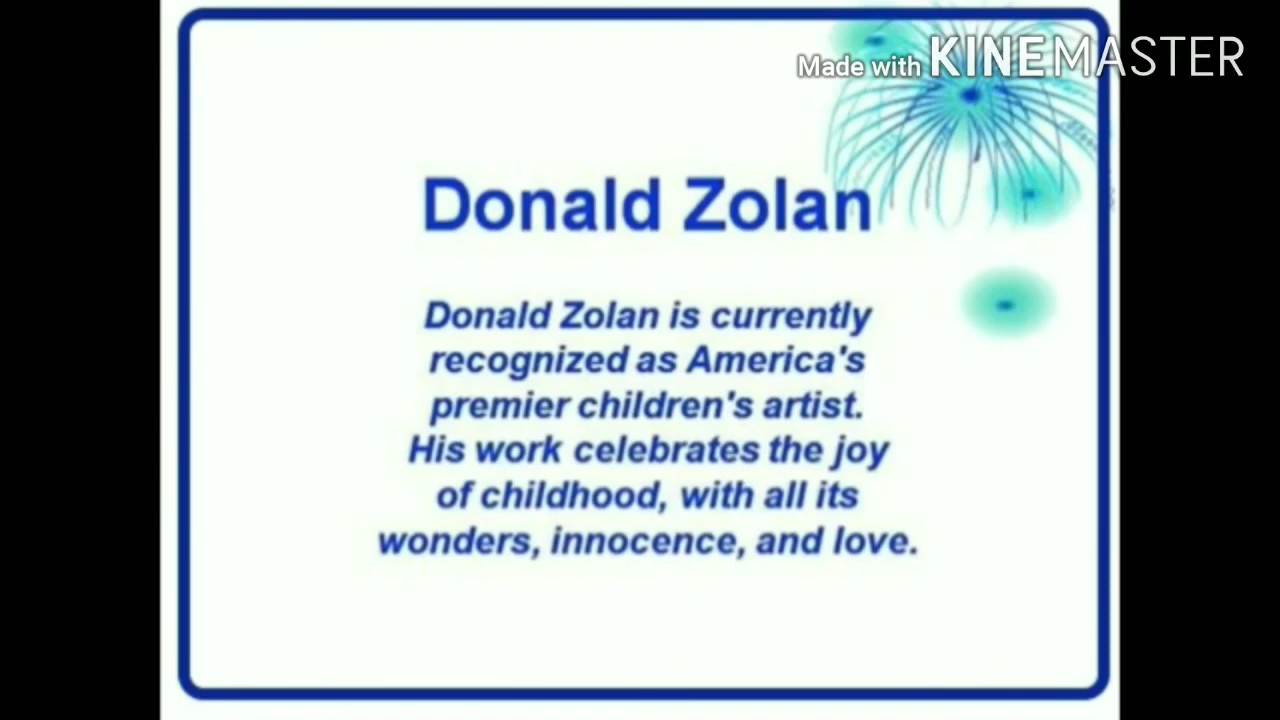 Made with KINEMASTER
Donald Zolan
Donald Zolan is currently
recognized as America's
premier children's artist.
His work celebrates the joy
of childhood, with all its
wonders, innocence, and love.